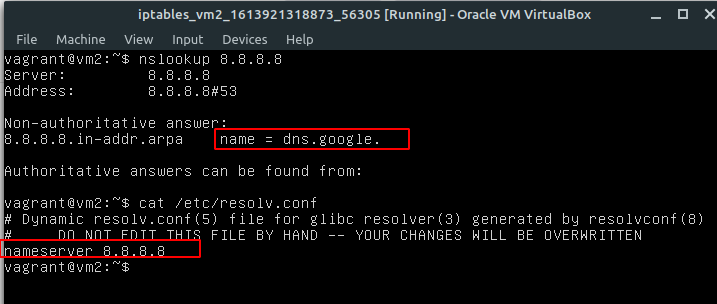 iptables_vm2_1613921318873_56305 [Running] - Oracle VM VirtualBox
File Machine View Input Devices Help
vagrant@vm2:~$ nslookup 8.8.8.8
Server: 8.8.8.8
Address: 8.8.8.8#53
Non-authoritative answer:
8.8.8.8.in-addr.arpa name = dns.google.
Authoritative answers can be found from:
vagrant@vm2:~$ cat /etc/resolv.conf
# Dynamic resolv.conf(5) file for glibc resolver(3) generated by resolvconf(8)
# DO NOT EDIT THIS FILE BY HAND -- YOUR CHANGES WILL BE OVERWRITTEN
nameserver 8.8.8.8
vagrant@vm2:~$